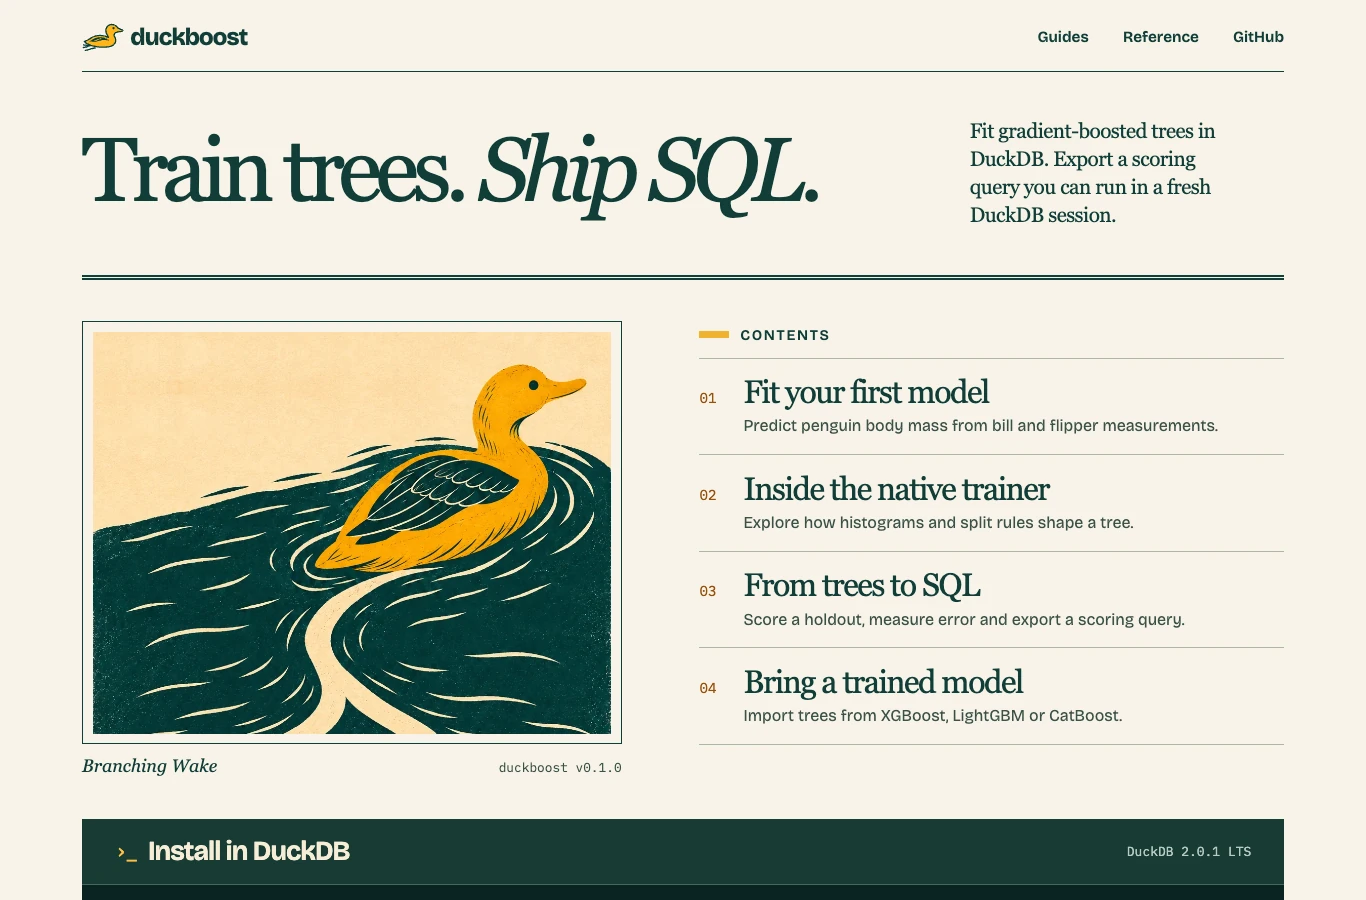 duckboost
Guides
Reference
GitHub
Train trees. Ship SQL.
Fit gradient-boosted trees in
DuckDB. Export a scoring
query you can run in a fresh
DuckDB session.
CONTENTS
01
Fit your first model
Predict penguin body mass from bill and flipper measurements.
02
Inside the native trainer
Explore how histograms and split rules shape a tree.
03
From trees to SQL
Score a holdout, measure error and export a scoring query.
04
Bring a trained model
Import trees from XGBoost, LightGBM or CatBoost.
Branching Wake
duckboost v0.1.0
›_ Install in DuckDB
DuckDB 2.0.1 LTS